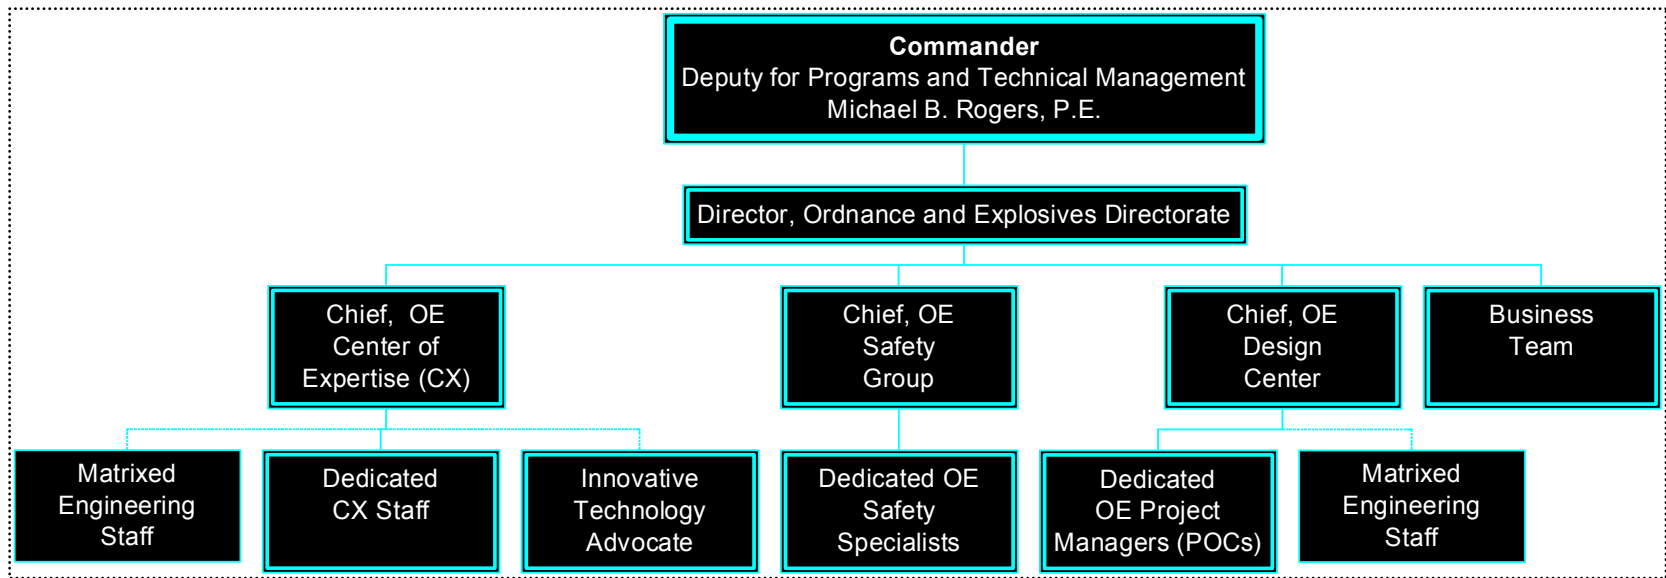 Commander
Deputy for Programs and Technical Management
Michael B. Rogers, P.E.
Director, Ordnance and Explosives Directorate
Chief, OE
Center of
Expertise (CX)
Chief, OE
Safety
Group
Chief, OE
Design
Center
Business
Team
Matrixed
Engineering
Staff
Dedicated
CX Staff
Innovative
Technology
Advocate
Dedicated OE
Safety
Specialists
Dedicated
OE Project
Managers (POCs)
Matrixed
Engineering
Staff